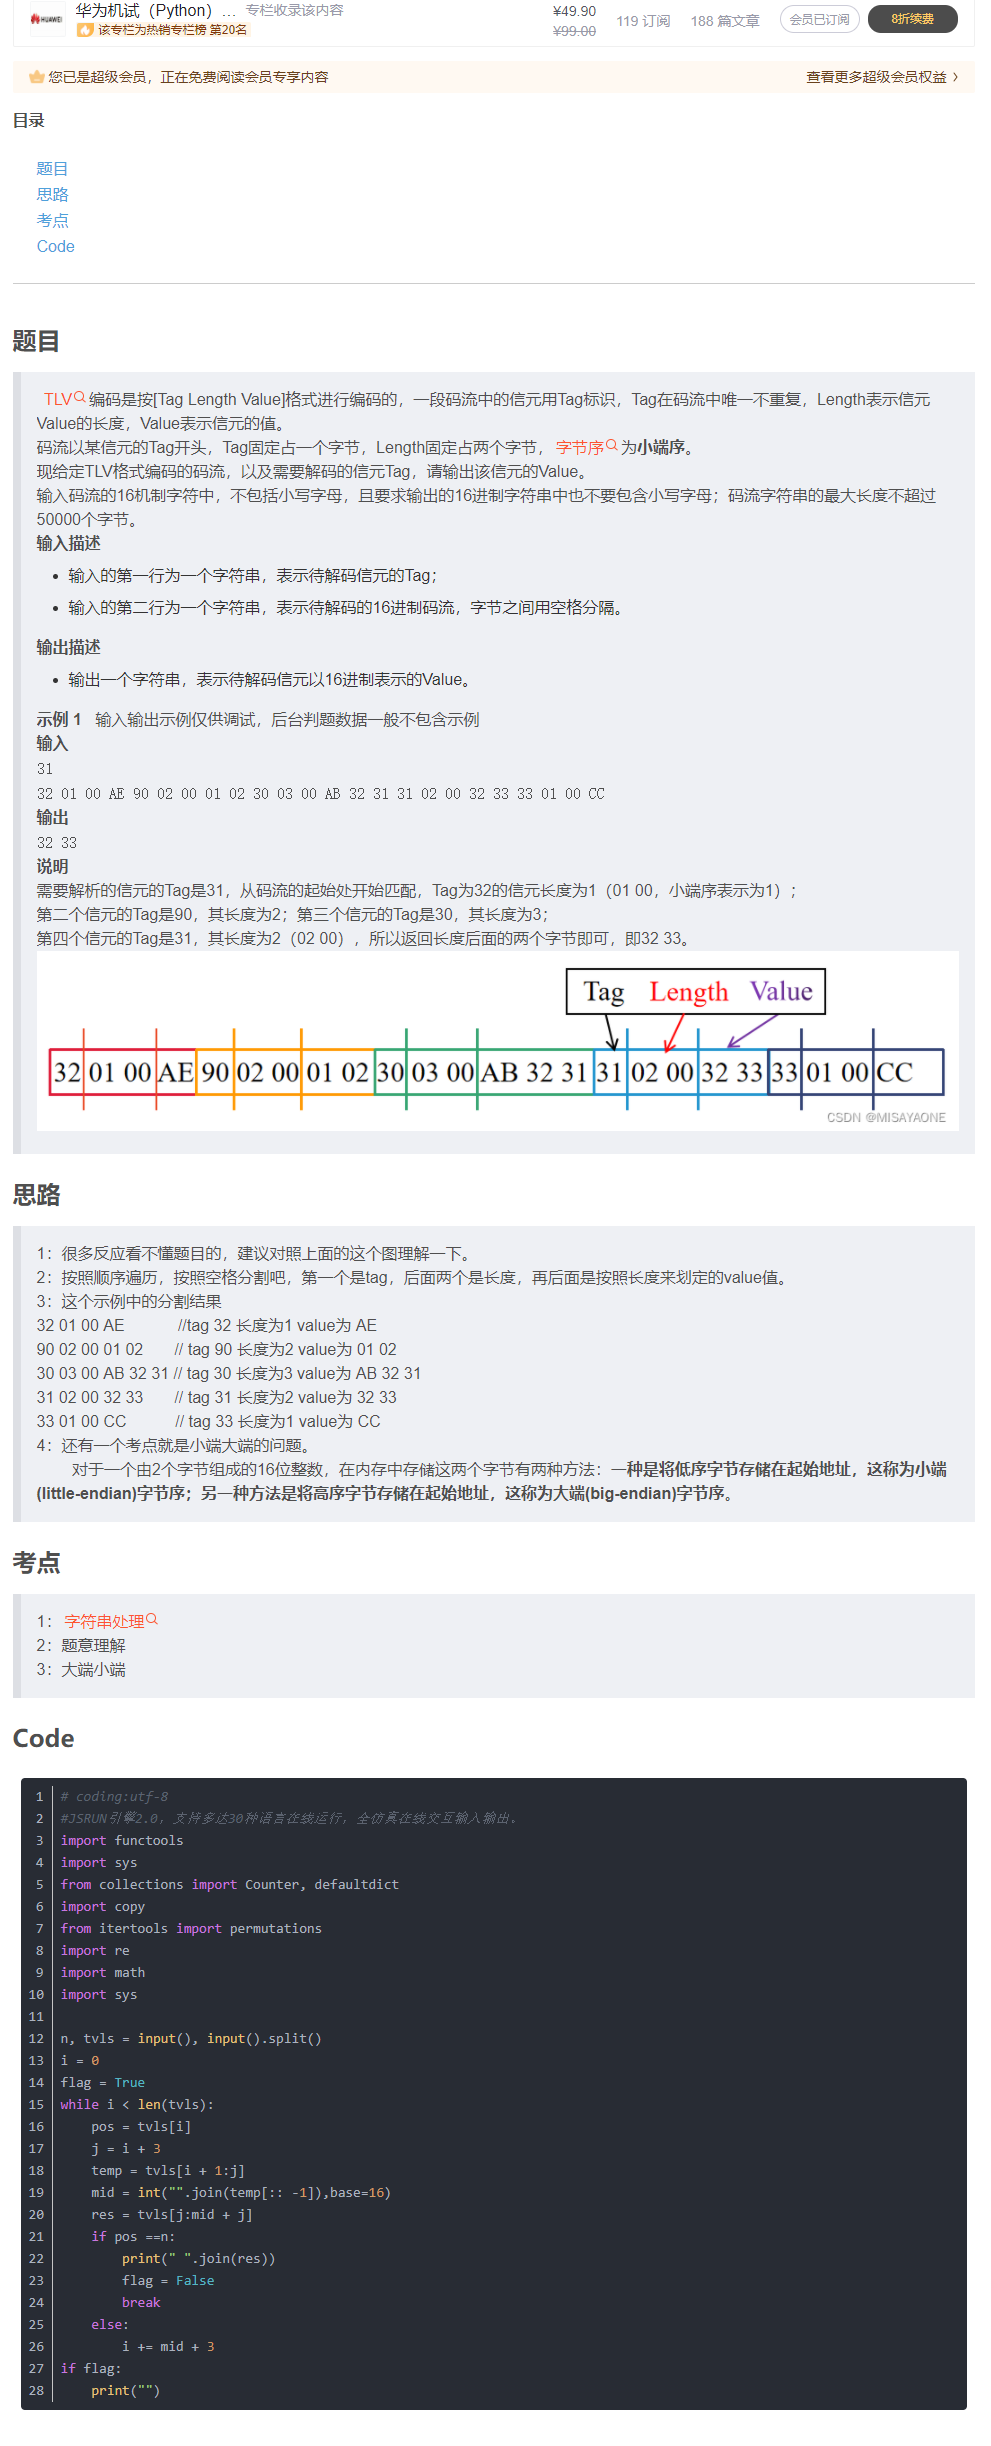 HUAWEI
华为机试（Python）... 专栏收录该内容
该专栏为热销专栏榜 第20名
¥49.90
¥99.00
119 订阅
188 篇文章
会员已订阅
8折续费
您已是超级会员，正在免费阅读会员专享内容
查看更多超级会员权益
目录
题目
思路
考点
Code
题目
TLV编码是按[Tag Length Value]格式进行编码的，一段码流中的信元用Tag标识，Tag在码流中唯一不重复，Length表示信元
Value的长度，Value表示信元的值。
码流以某信元的Tag开头，Tag固定占一个字节，Length固定占两个字节，字节序为小端序。
现给定TLV格式编码的码流，以及需要解码的信元Tag，请输出该信元的Value。
输入码流的16机制字符中，不包括小写字母，且要求输出的16进制字符串中也不要包含小写字母；码流字符串的最大长度不超过
50000个字节。
输入描述
• 输入的第一行为一个字符串，表示待解码信元的Tag；
• 输入的第二行为一个字符串，表示待解码的16进制码流，字节之间用空格分隔。
输出描述
• 输出一个字符串，表示待解码信元以16进制表示的Value。
示例 1 输入输出示例仅供调试，后台判题数据一般不包含示例
输入
31
32 01 00 AE 90 02 00 01 02 30 03 00 AB 32 31 31 02 00 32 33 33 01 00 CC
输出
32 33
说明
需要解析的信元的Tag是31，从码流的起始处开始匹配，Tag为32的信元长度为1（01 00，小端序表示为1）；
第二个信元的Tag是90，其长度为2；第三个信元的Tag是30，其长度为3；
第四个信元的Tag是31，其长度为2（02 00），所以返回长度后面的两个字节即可，即32 33。
Tag Length Value
32 01 00 AE 90 02 00 01 02 30 03 00 AB 32 31 31 02 00 32 33 33 01 00 CC
CSDN @MISAYAONE
思路
1：很多反应看不懂题目的，建议对照上面的这个图理解一下。
2：按照顺序遍历，按照空格分割吧，第一个是tag，后面两个是长度，再后面是按照长度来划定的value值。
3：这个示例中的分割结果
32 01 00 AE //tag 32 长度为1 value为 AE
90 02 00 01 02 // tag 90 长度为2 value为 01 02
30 03 00 AB 32 31 // tag 30 长度为3 value为 AB 32 31
31 02 00 32 33 // tag 31 长度为2 value为 32 33
33 01 00 CC // tag 33 长度为1 value为 CC
4：还有一个考点就是小端大端的问题。
对于一个由2个字节组成的16位整数，在内存中存储这两个字节有两种方法：一种是将低序字节存储在起始地址，这称为小端
(little-endian)字节序；另一种方法是将高序字节存储在起始地址，这称为大端(big-endian)字节序。
考点
1：字符串处理
2：题意理解
3：大端小端
Code
1 # coding:utf-8
2 #JSRUN引擎2.0，支持多达30种语言在线运行，全仿真在线交互输入输出。
3 import functools
4 import sys
5 from collections import Counter, defaultdict
6 import copy
7 from itertools import permutations
8 import re
9 import math
10 import sys
11
12 n, tvls = input(), input().split()
13 i = 0
14 flag = True
15 while i < len(tvls):
16     pos = tvls[i]
17     j = i + 3
18     temp = tvls[i + 1:j]
19     mid = int("".join(temp[:: -1]),base=16)
20     res = tvls[j:mid + j]
21     if pos ==n:
22         print(" ".join(res))
23         flag = False
24         break
25     else:
26         i += mid + 3
27 if flag:
28     print("")